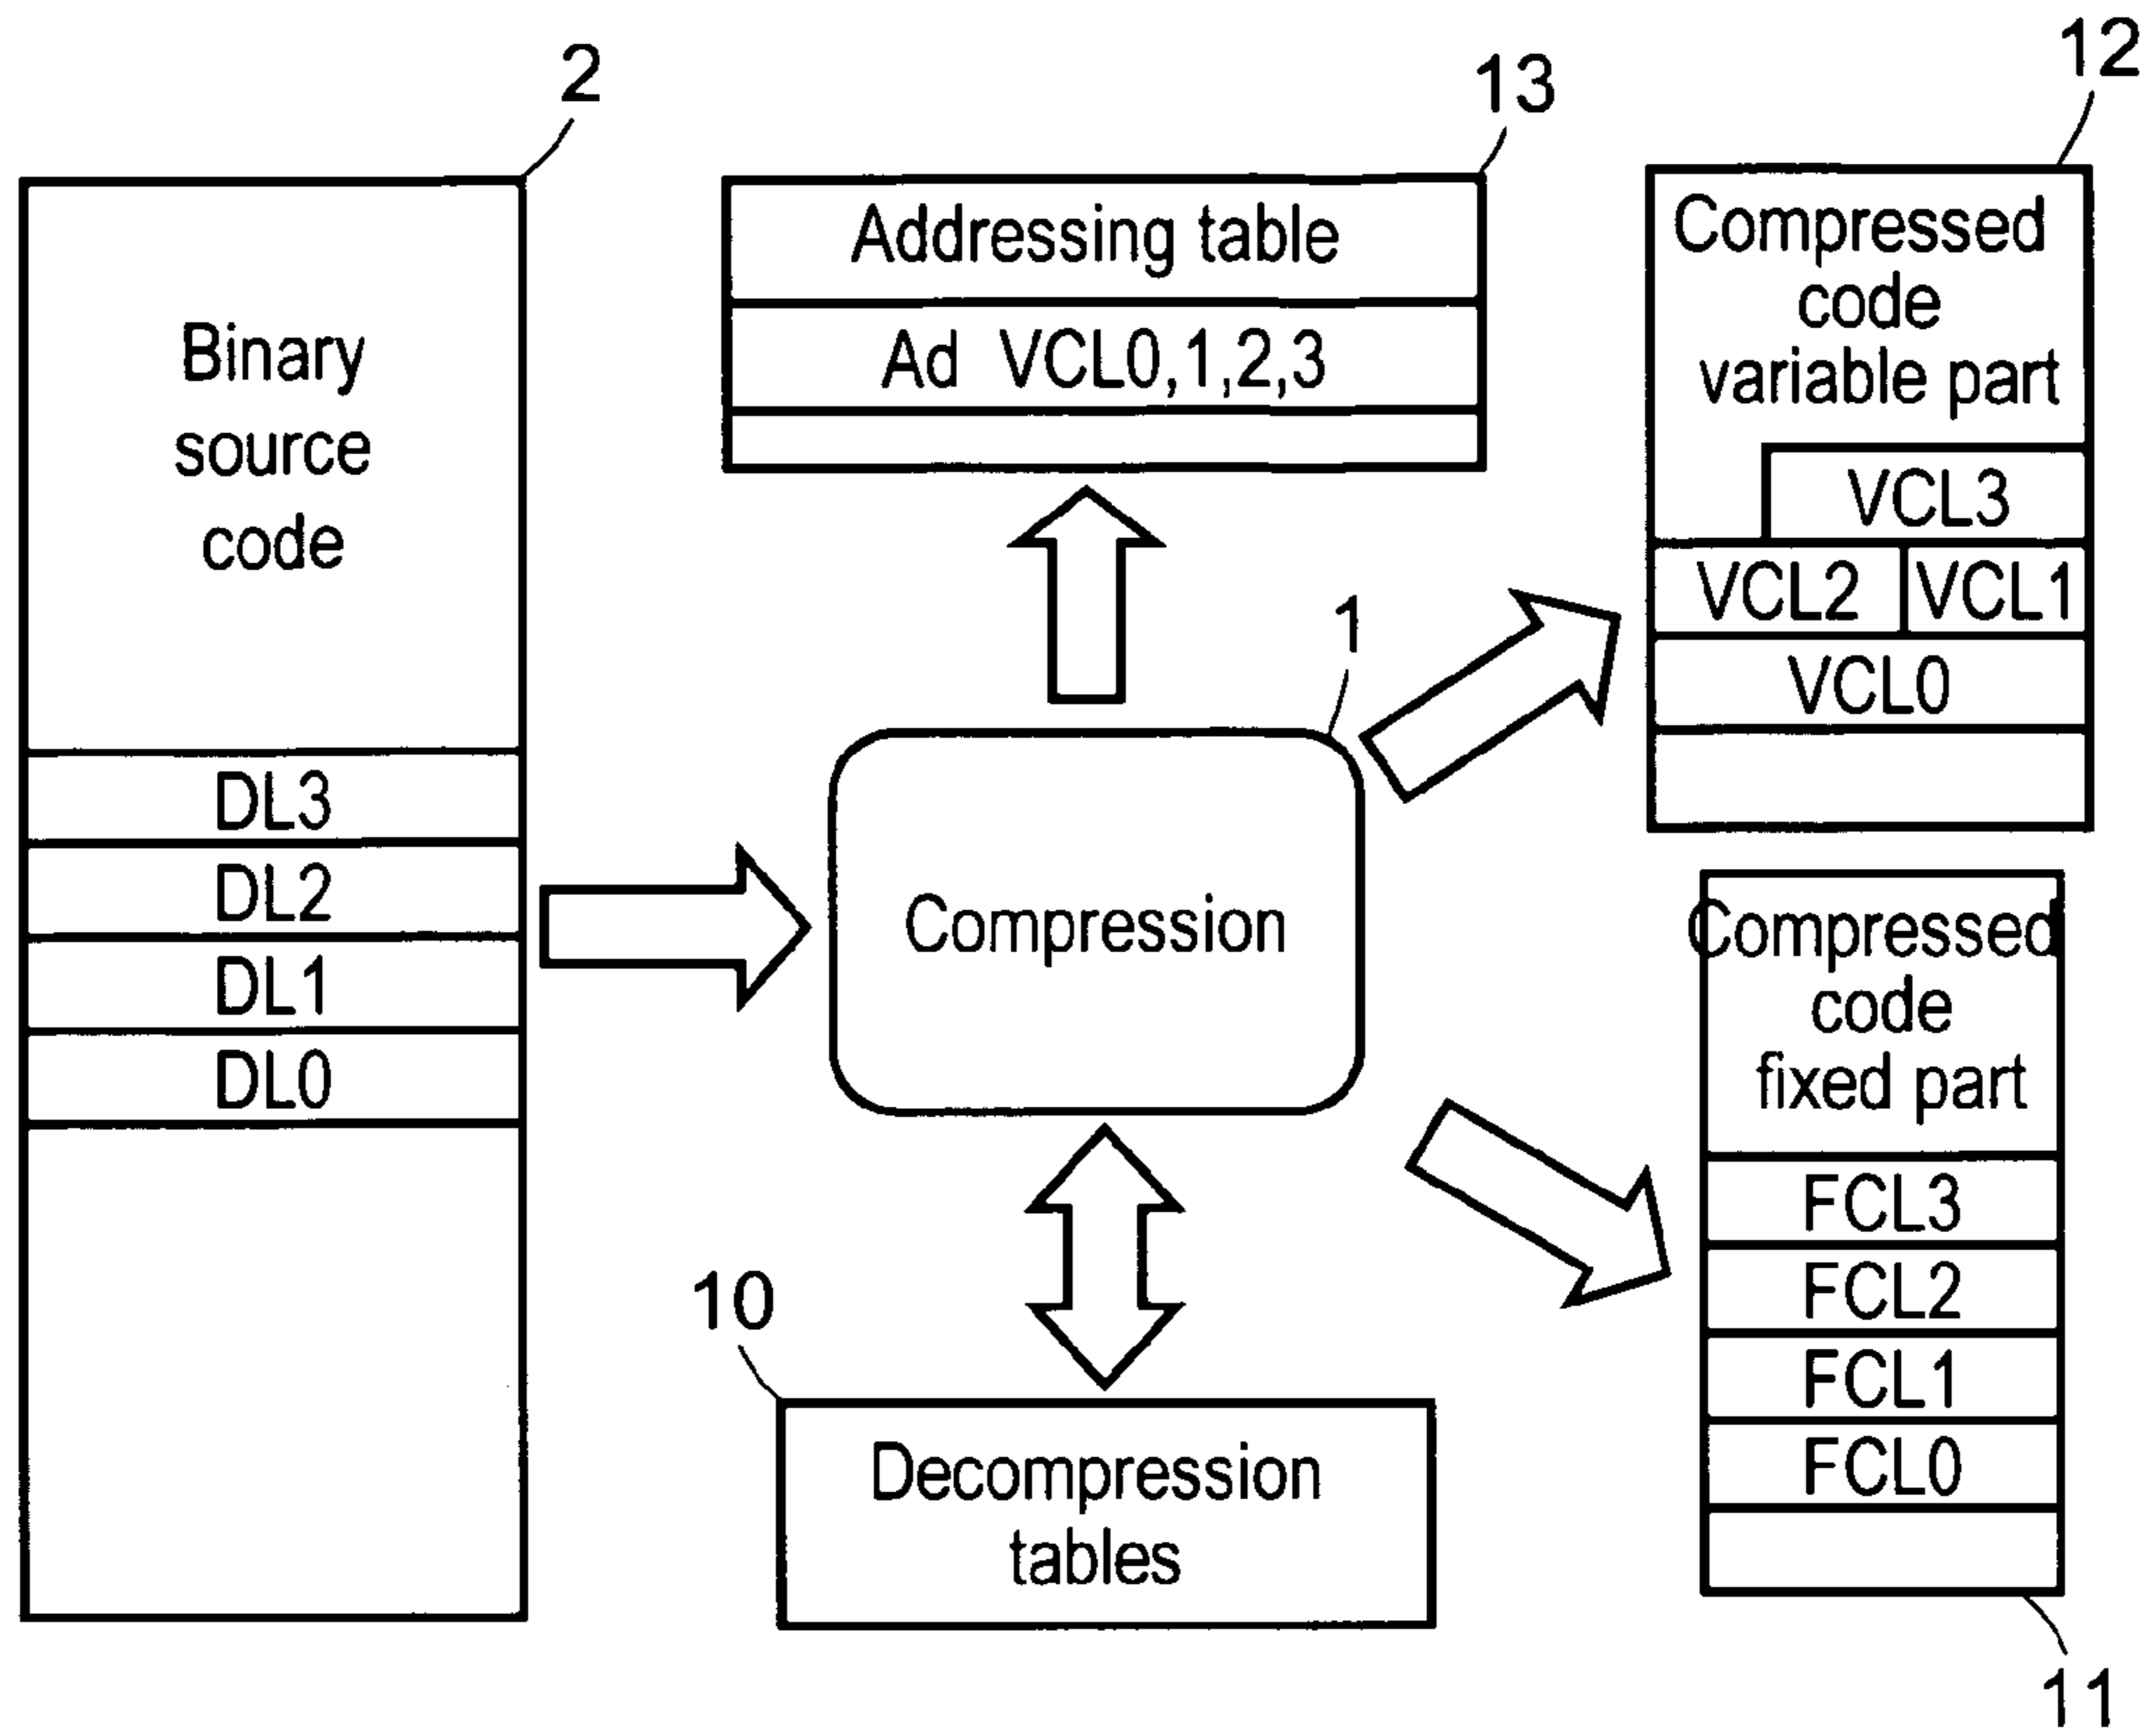 2
Binary
source
code
DL3
DL2
DL1
DL0
13
Addressing table
Ad VCL0,1,2,3
1
Compression
10
Decompression
tables
12
Compressed
code
variable part
VCL3
VCL2 VCL1
VCL0
Compressed
code
fixed part
FCL3
FCL2
FCL1
FCL0
11